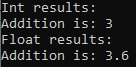 Int results:
Addition is: 3
Float results:
Addition is: 3.6